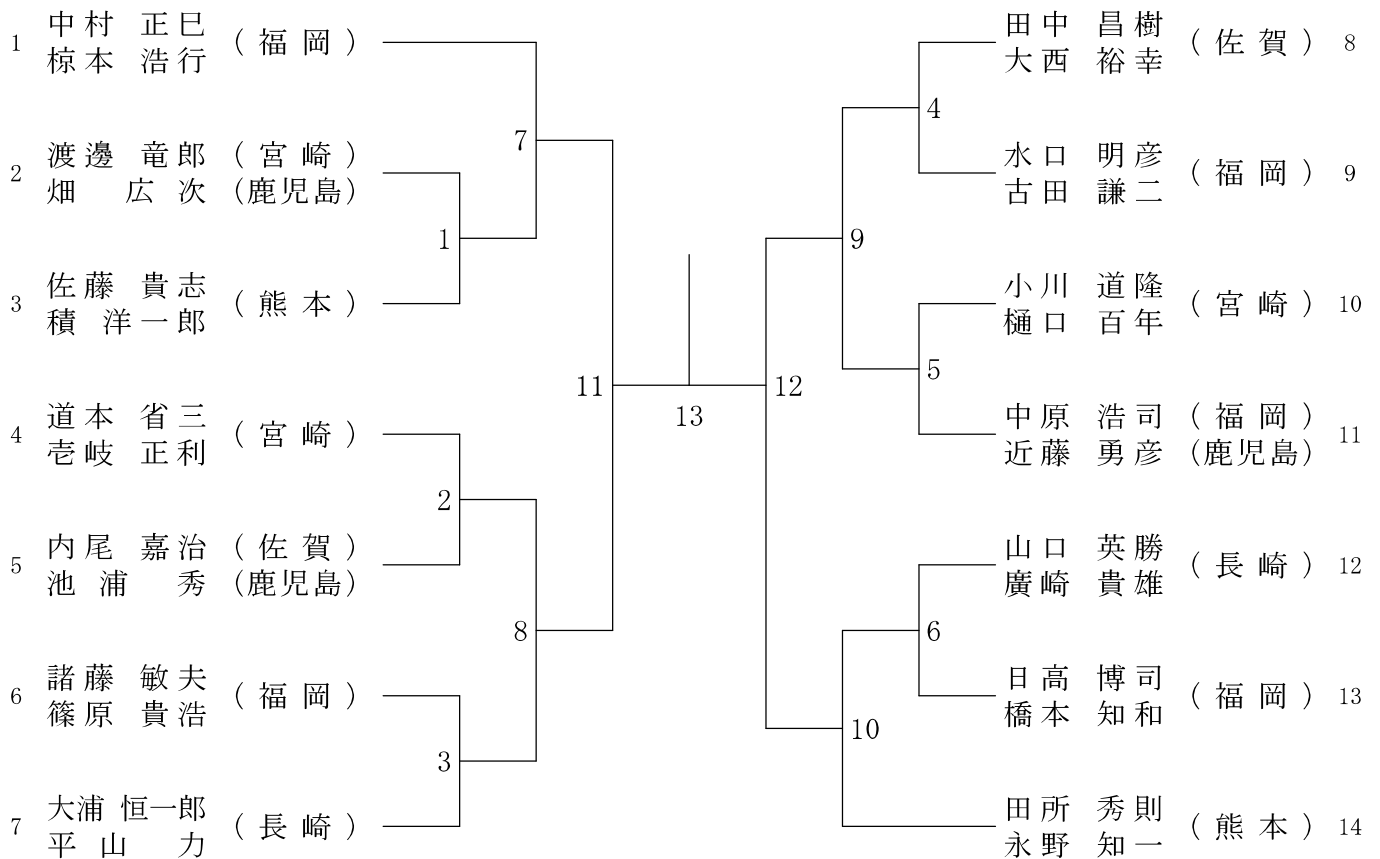 1 中村 正巳 (福岡)
椋本 浩行
2 渡邊 竜郎 (宮崎)
畑 広次 (鹿児島)
3 佐藤 貴志 (熊本)
積 洋一郎
4 道本 省三 (宮崎)
壱岐 正利
5 内尾 嘉治 (佐賀)
池浦 秀 (鹿児島)
6 諸藤 敏夫 (福岡)
篠原 貴浩
7 大浦 恒一郎 (長崎)
平山 力
7
1
2
8
3
11
13
12
4
9
5
6
10
田中 昌樹 (佐賀) 8
大西 裕幸
水口 明彦 (福岡) 9
古田 謙二
小川 道隆 (宮崎) 10
樋口 百年
中原 浩司 (福岡) 11
近藤 勇彦 (鹿児島)
山口 英勝 (長崎) 12
廣崎 貴雄
日高 博司 (福岡) 13
橋本 知和
田所 秀則 (熊本) 14
永野 知一